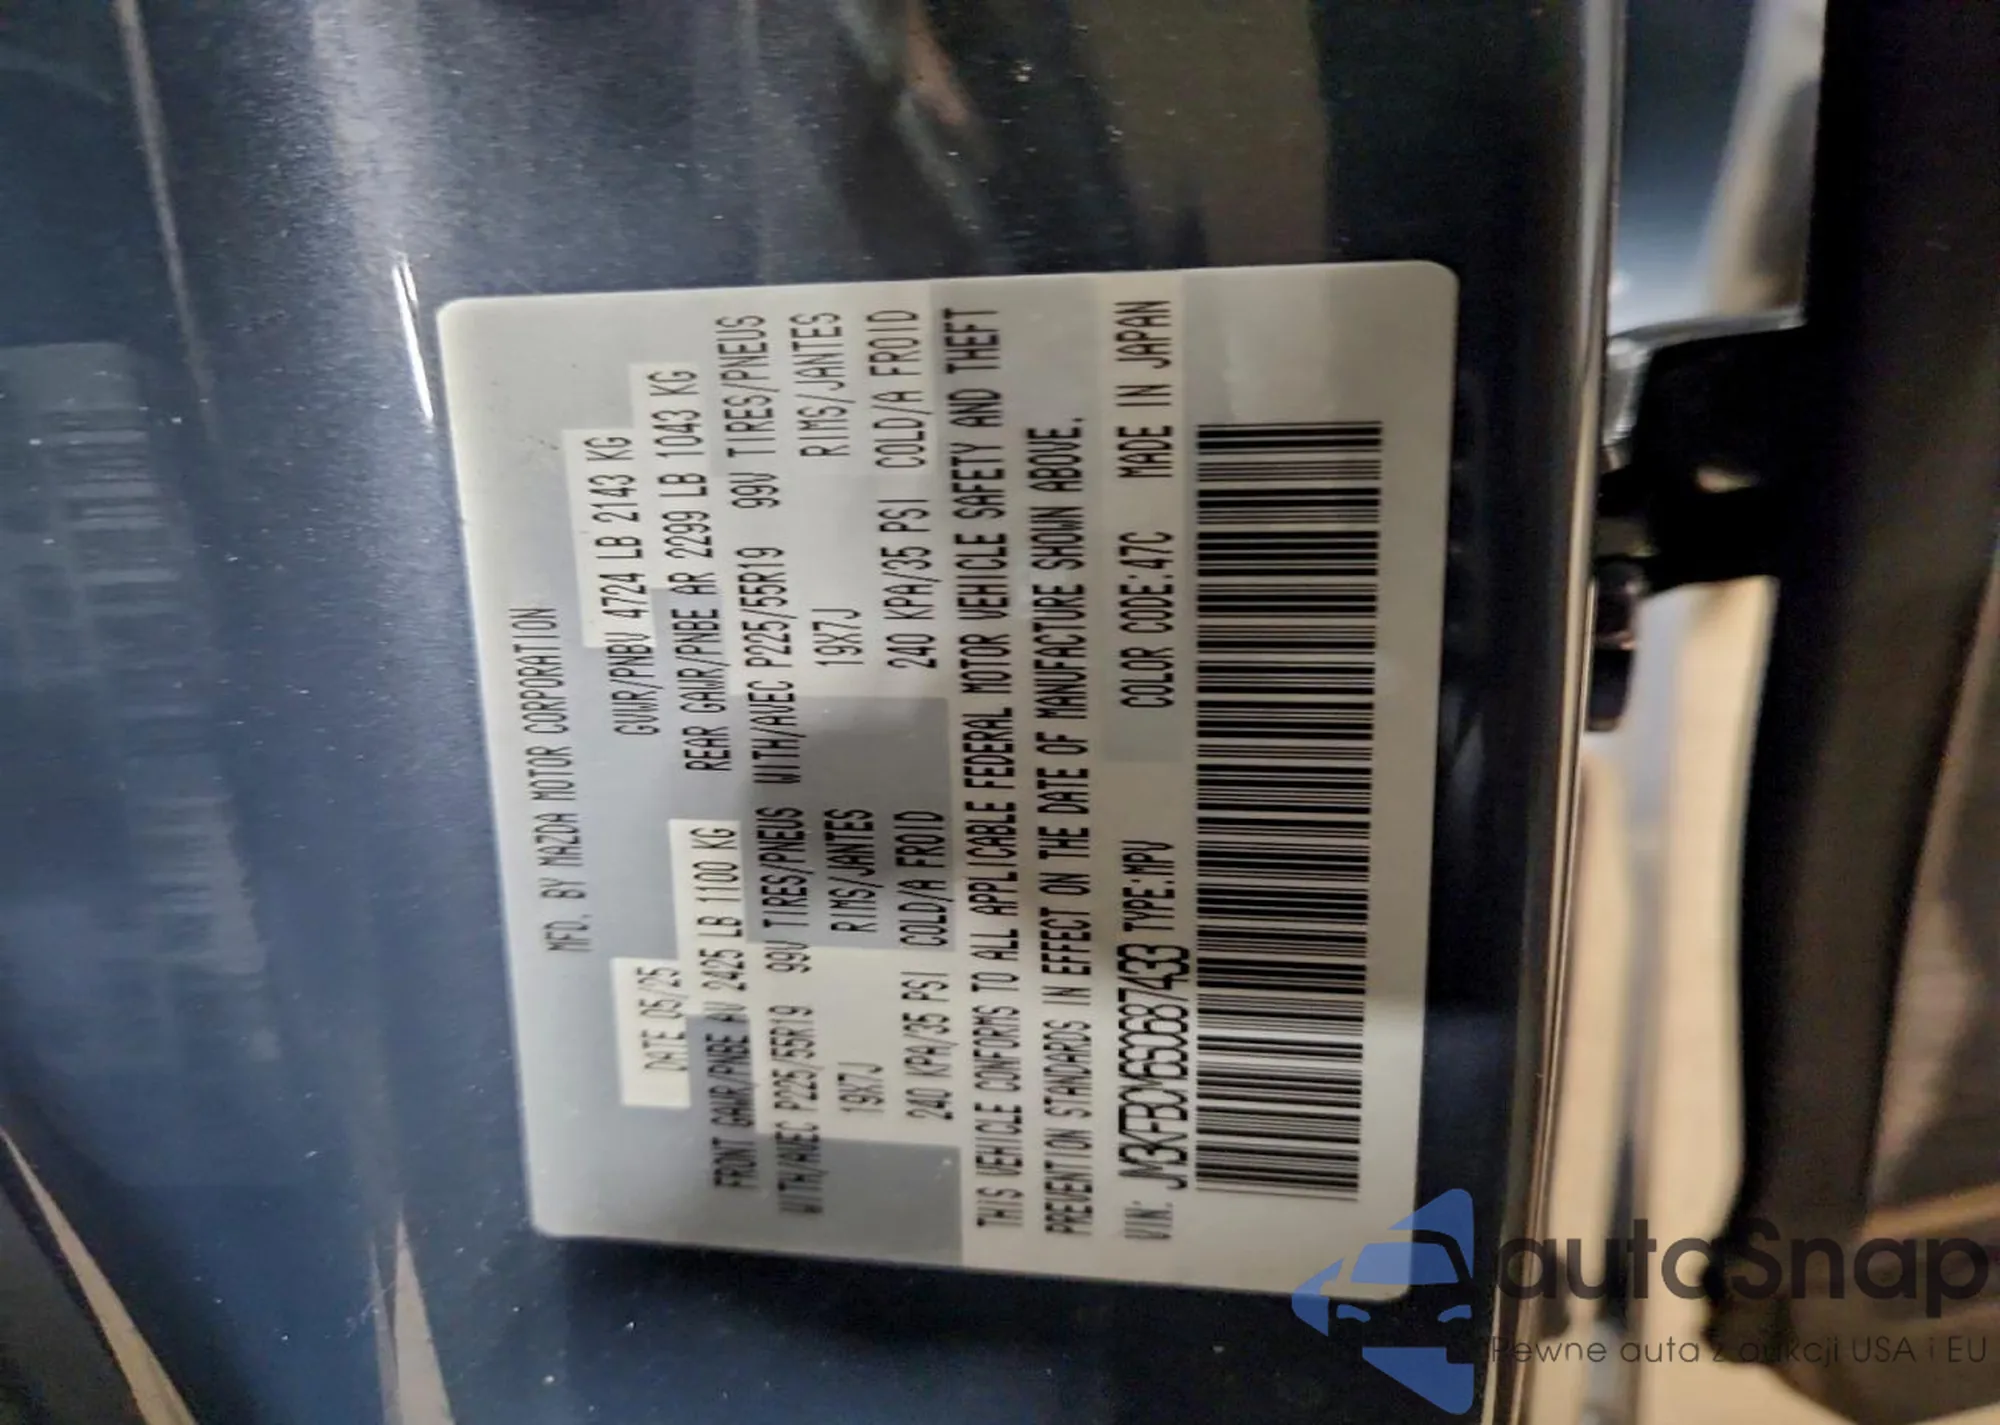 MFD. BY MAZDA MOTOR CORPORATION
DATE 05/25 GVWR/PNBV 4724 LB 2143 KG
FRONT GAWR/PNBE AV 2425 LB 1100 KG REAR GAWR/PNBE AR 2299 LB 1043 KG
WITH/AVEC P225/55R19 99V TIRES/PNEUS WITH/AVEC P225/55R19 99V TIRES/PNEUS
19X7J RIMS/JANTES 19X7J RIMS/JANTES
240 KPA/35 PSI COLD/A FROID 240 KPA/35 PSI COLD/A FROID
THIS VEHICLE CONFORMS TO ALL APPLICABLE FEDERAL MOTOR VEHICLE SAFETY AND THEFT
PREVENTION STANDARDS IN EFFECT ON THE DATE OF MANUFACTURE SHOWN ABOVE.
VIN: JM3KFBCM6S0687433 TYPE:MPV COLOR CODE:47C MADE IN JAPAN
autoSnap
Pewne auta z aukcji USA i EU